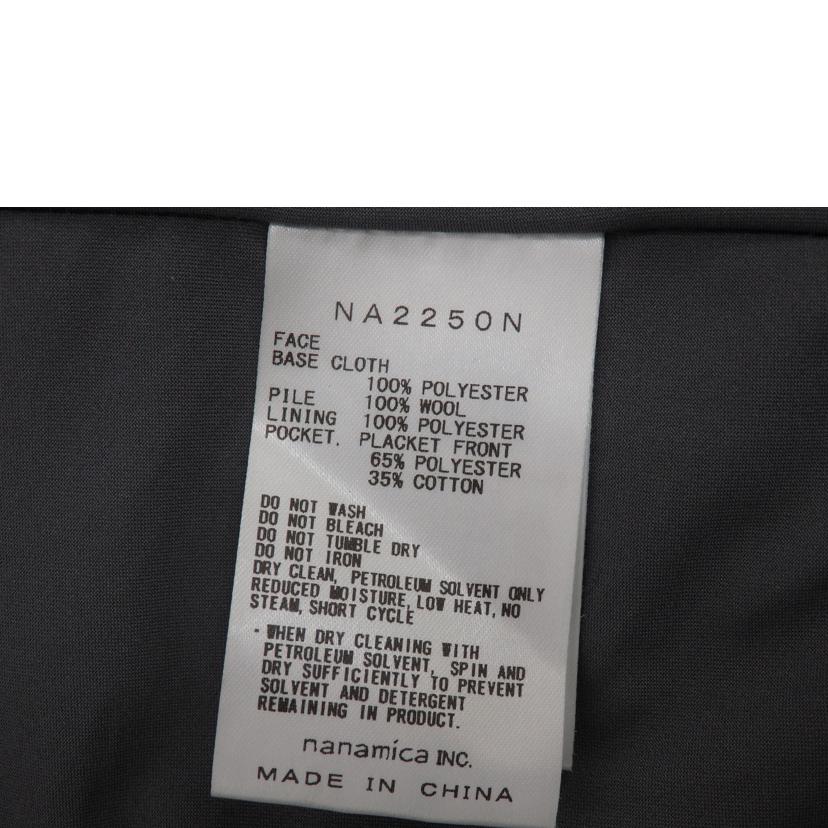 NA2250N
FACE
BASE CLOTH
100% POLYESTER
PILE 100% WOOL
LINING 100% POLYESTER
POCKET. PLACKET FRONT
65% POLYESTER
35% COTTON
DO NOT WASH
DO NOT BLEACH
DO NOT TUMBLE DRY
DO NOT IRON
DRY CLEAN, PETROLEUM SOLVENT ONLY
REDUCED MOISTURE, LOW HEAT, NO
STEAM, SHORT CYCLE
・WHEN DRY CLEANING WITH
PETROLEUM SOLVENT, SPIN AND
DRY SUFFICIENTLY TO PREVENT
SOLVENT AND DETERGENT
REMAINING IN PRODUCT.
nanamica INC.
MADE IN CHINA